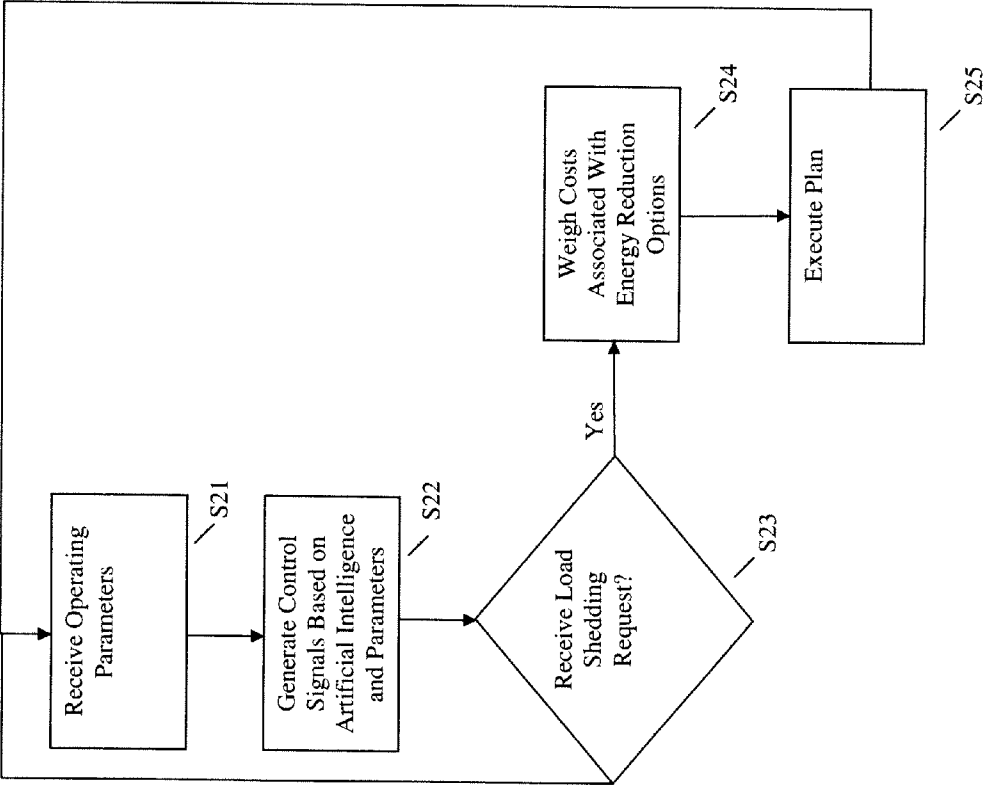 Receive Operating
Parameters
S21
Generate Control
Signals Based on
Artificial Intelligence
and Parameters
S22
Receive Load
Shedding
Request?
S23
Yes
Weigh Costs
Associated With
Energy Reduction
Options
S24
Execute Plan
S25